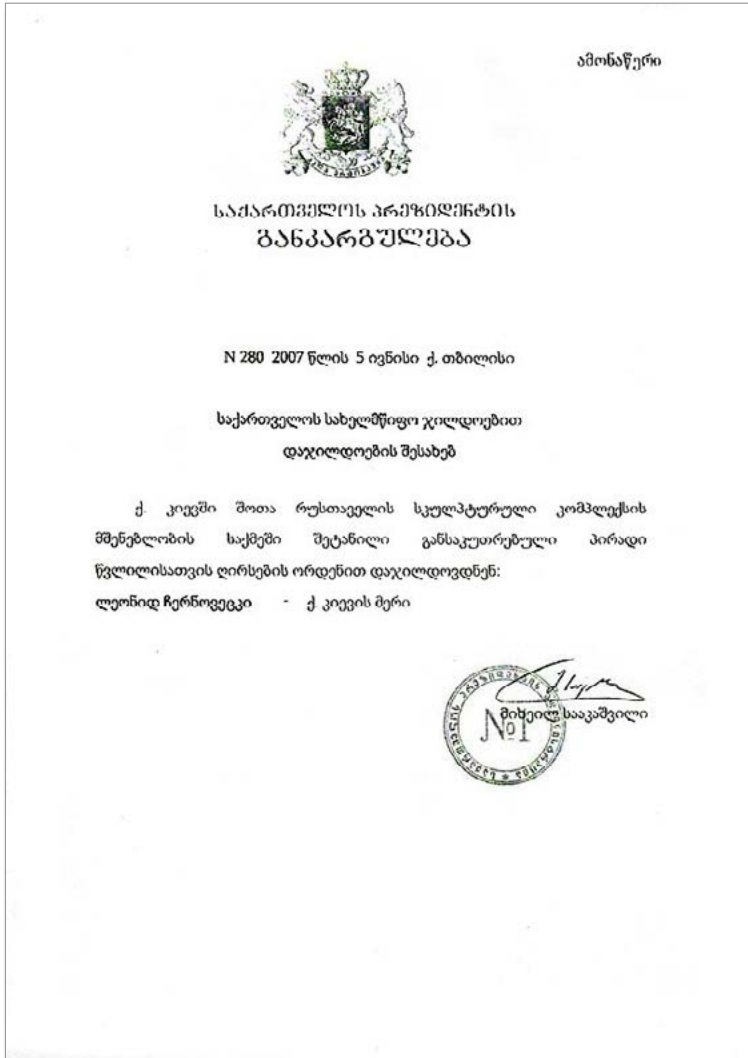 ამონაწერი
საქართველოს პრეზიდენტის
განკარგულება
N 280 2007 წლის 5 ივნისი ქ. თბილისი
საქართველოს სახელმწიფო ჯილდოებით
დაჯილდოების შესახებ
ქ. კიევში შოთა რუსთაველის სკულპტურული კომპლექსის
მშენებლობის საქმეში შეტანილი განსაკუთრებული პირადი
წვლილისათვის ღირსების ორდენით დაჯილდოვდნენ:
ლეონიდ ჩერნოვეცკი - ქ. კიევის მერი
მიხეილ სააკაშვილი
№1